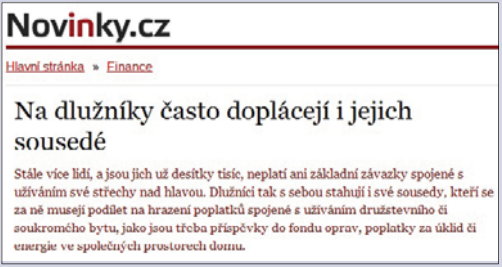 Novinky.cz
Hlavní stránka » Finance
Na dlužníky často doplácejí i jejich
sousedé
Stále více lidí, a jsou jich už desítky tisíc, neplatí ani základní závazky spojené s
užíváním své střechy nad hlavou. Dlužníci tak s sebou stahují i své sousedy, kteří se
za ně musejí podílet na hrazení poplatků spojené s užíváním družstevního či
soukromého bytu, jako jsou třeba příspěvky do fondu oprav, poplatky za úklid či
energie ve společných prostorech domu.